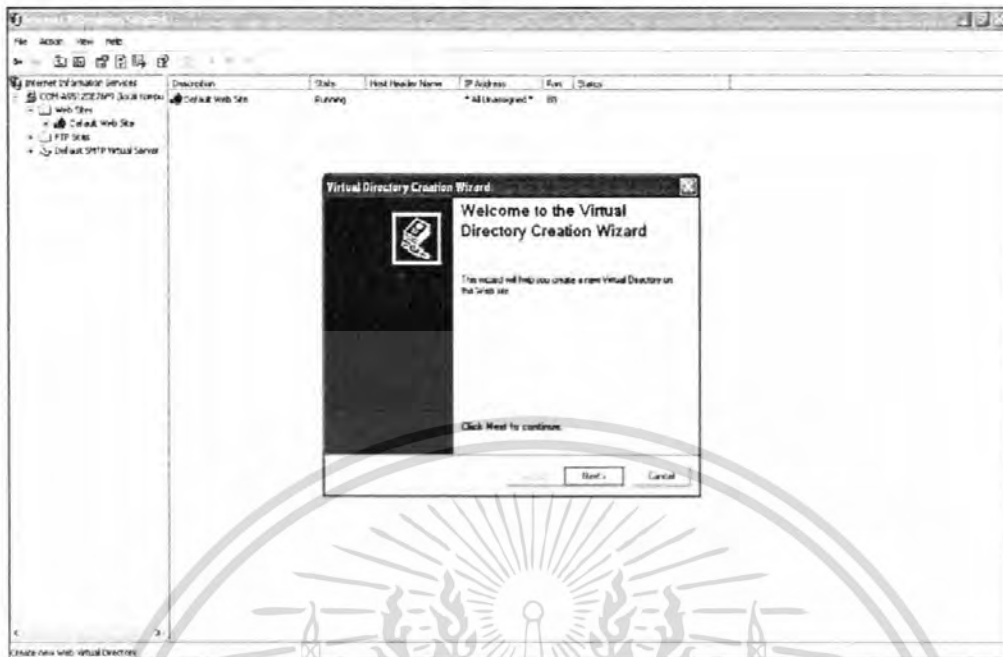 File Action View Help
Internet Information Services
Web Sites
Default Web Site
FTP Sites
Default SMTP Virtual Server
Description State Host Header Name IP Address Port Status
Default Web Site Running * All Unassigned * 80
Virtual Directory Creation Wizard
Welcome to the Virtual
Directory Creation Wizard
This wizard will help you create a new Virtual Directory on
the Web site
Click Next to continue.
Next > Cancel
Create new Web Virtual Directory